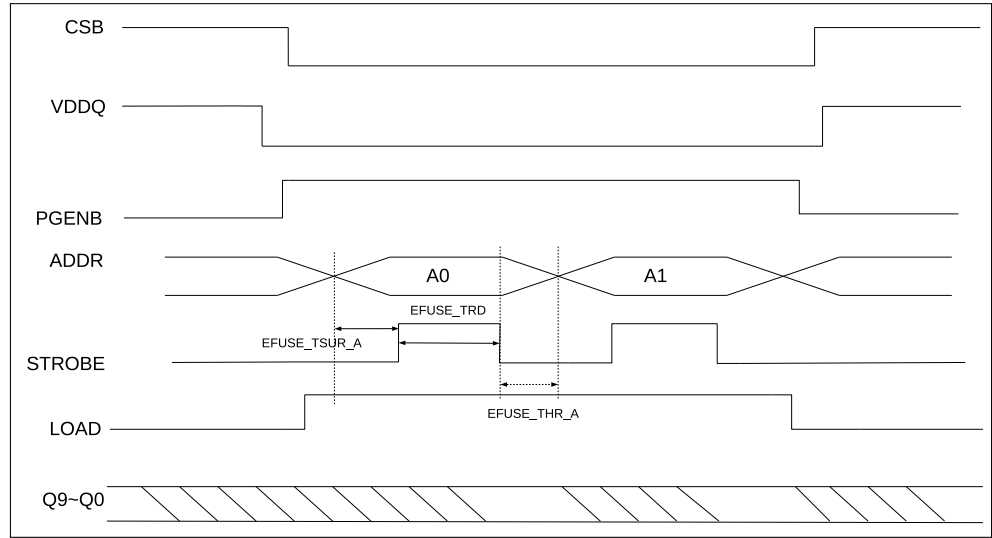 CSB
VDDQ
PGENB
ADDR
A0
A1
EFUSE_TRD
EFUSE_TSUR_A
STROBE
EFUSE_THR_A
LOAD
Q9~Q0